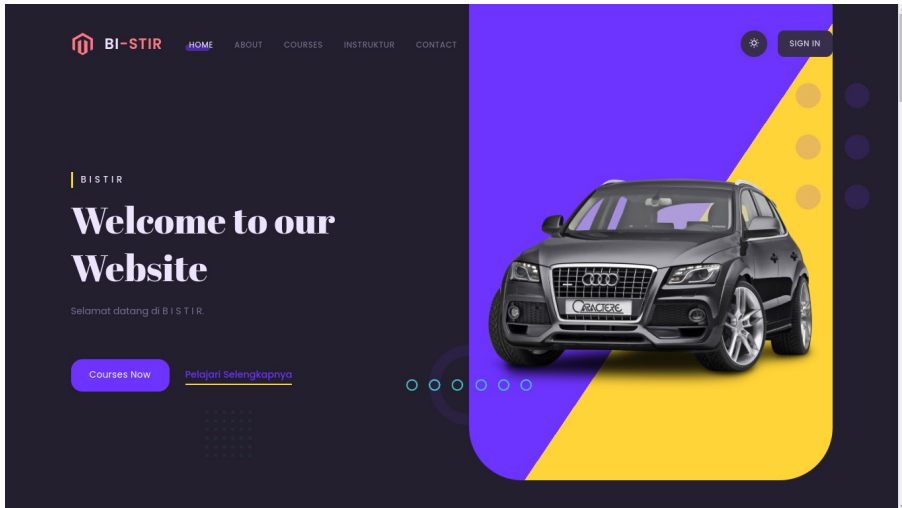 BI-STIR
HOME
ABOUT
COURSES
INSTRUKTUR
CONTACT
SIGN IN
BISTIR
Welcome to our
Website
Selamat datang di B I S T I R.
Courses Now
Pelajari Selengkapnya
CARACTERE